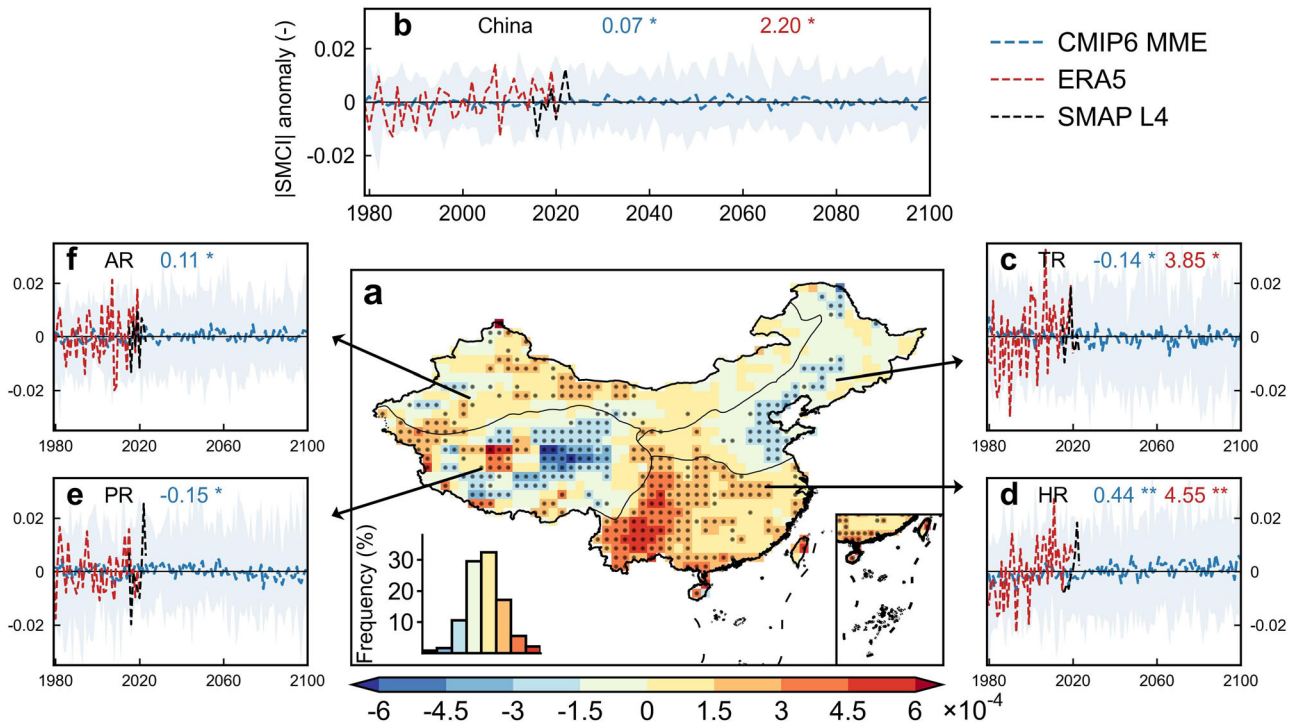 b China 0.07 * 2.20 *
|SMCI| anomaly (-)
0.02
0
-0.02
1980 2000 2020 2040 2060 2080 2100
CMIP6 MME
ERA5
SMAP L4
f AR 0.11 *
0.02
0
-0.02
1980 2020 2060 2100
e PR -0.15 *
0.02
0
-0.02
1980 2020 2060 2100
a
Frequency (%)
30
20
10
-6 -4.5 -3 -1.5 0 1.5 3 4.5 6 ×10⁻⁴
c TR -0.14 * 3.85 *
0.02
0
-0.02
1980 2020 2060 2100
d HR 0.44 ** 4.55 **
0.02
0
-0.02
1980 2020 2060 2100